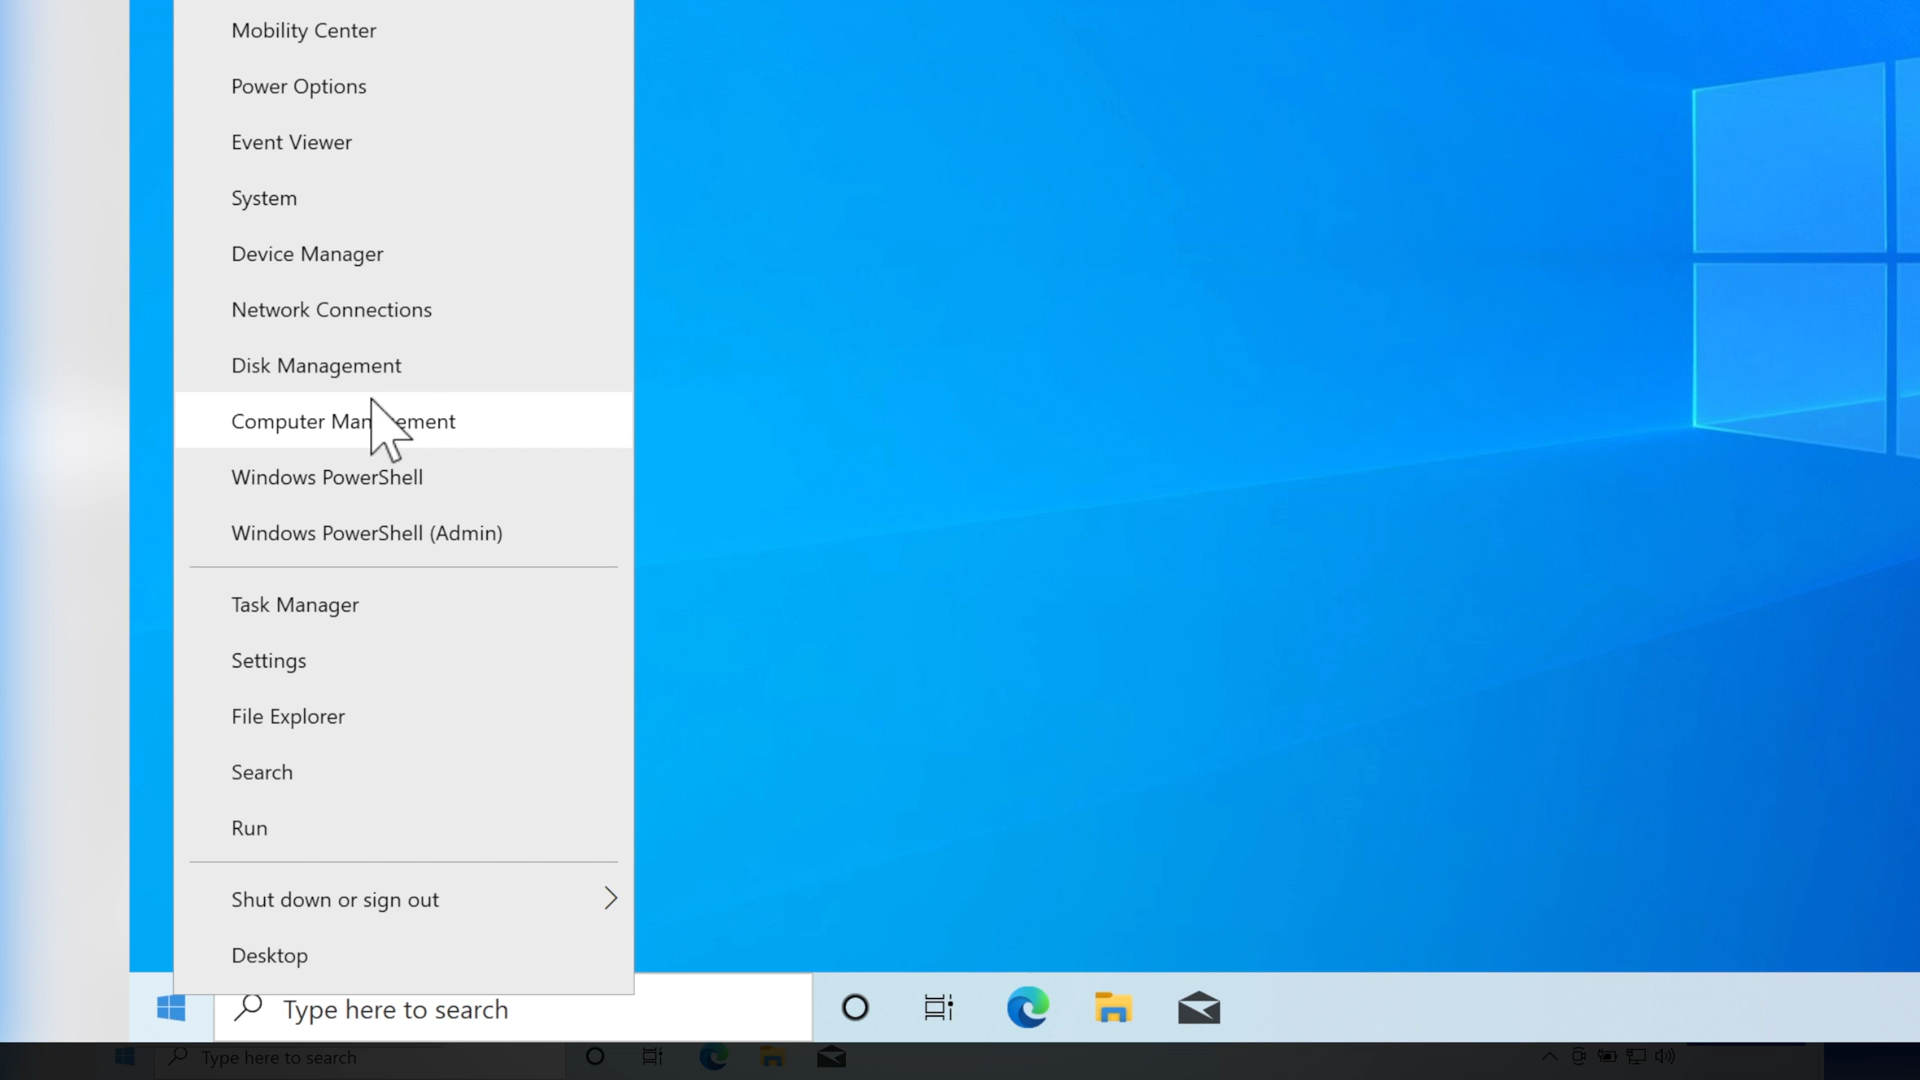 Mobility Center
Power Options
Event Viewer
System
Device Manager
Network Connections
Disk Management
Computer Management
Windows PowerShell
Windows PowerShell (Admin)
Task Manager
Settings
File Explorer
Search
Run
Shut down or sign out
Desktop
Type here to search
Type here to search